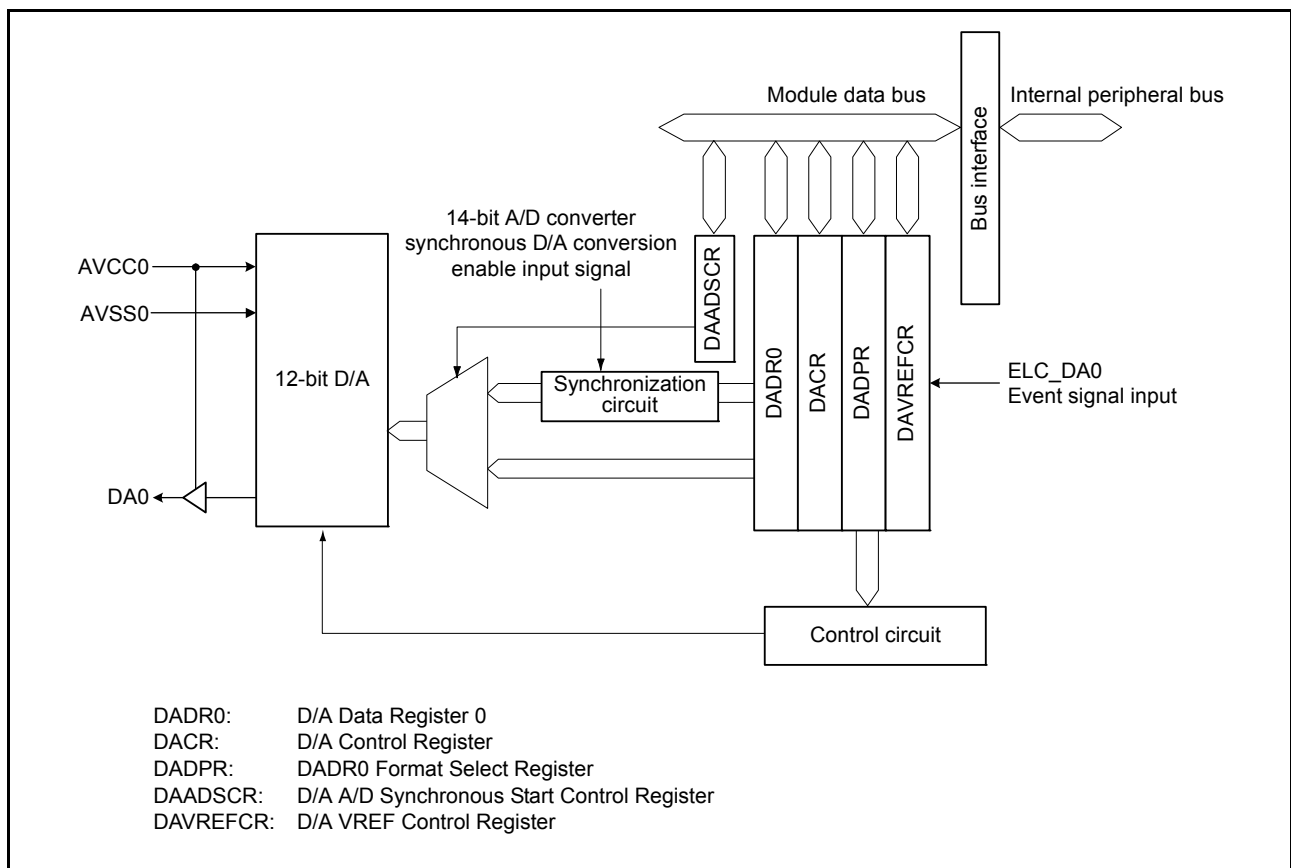 Module data bus
Internal peripheral bus
Bus interface
14-bit A/D converter
synchronous D/A conversion
enable input signal
AVCC0
AVSS0
12-bit D/A
DAADSCR
Synchronization
circuit
DADR0
DACR
DADPR
DAVREFCR
ELC_DA0
Event signal input
DA0
Control circuit
DADR0: D/A Data Register 0
DACR: D/A Control Register
DADPR: DADR0 Format Select Register
DAADSCR: D/A A/D Synchronous Start Control Register
DAVREFCR: D/A VREF Control Register